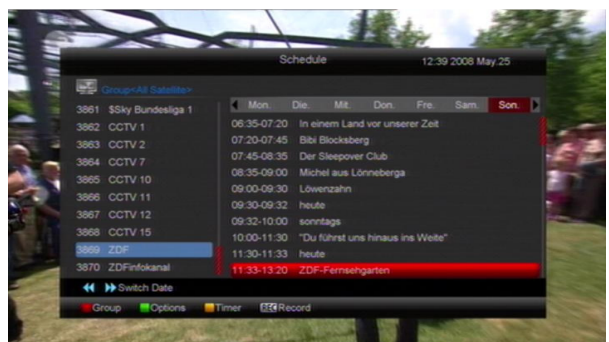 Schedule 12:39 2008 May.25
Group<All Satellite>
Mon. Die. Mit. Don. Fre. Sam. Son.
3861 $Sky Bundesliga 1
3862 CCTV 1
3863 CCTV 2
3864 CCTV 7
3865 CCTV 10
3866 CCTV 11
3867 CCTV 12
3868 CCTV 15
3869 ZDF
3870 ZDFinfokanal
06:35-07:20 In einem Land vor unserer Zeit
07:20-07:45 Bibi Blocksberg
07:45-08:35 Der Sleepover Club
08:35-09:00 Michel aus Lönneberga
09:00-09:30 Löwenzahn
09:30-09:32 heute
09:32-10:00 sonntags
10:00-11:30 "Du führst uns hinaus ins Weite"
11:30-11:33 heute
11:33-13:20 ZDF-Fernsehgarten
Switch Date
Group Options Timer REC Record